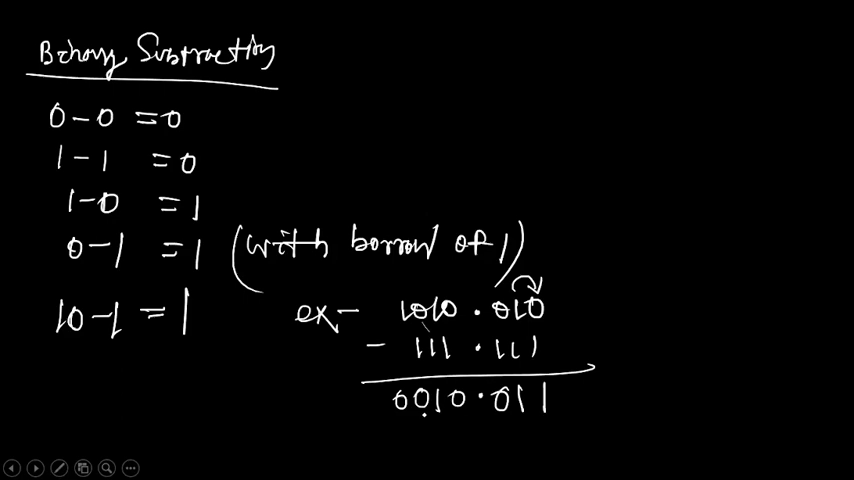 Binary Subtraction
0 - 0 = 0
1 - 1 = 0
1 - 0 = 1
0 - 1 = 1 (with borrow of 1)
10 - 1 = 1
ex - 1010 . 010
- 111 . 111
0010 . 011